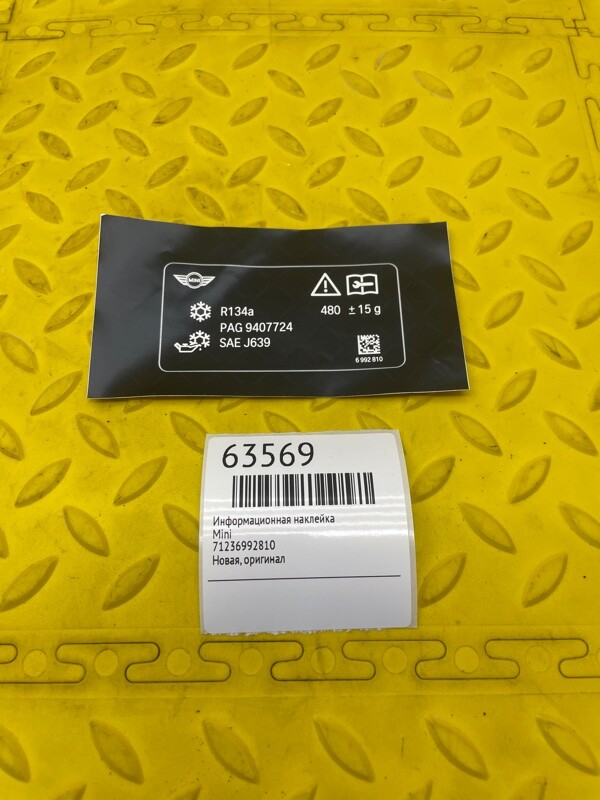 MINI
R134a 480 ± 15 g
PAG 9407724
SAE J639
6 992 810
63569
Информационная наклейка
Mini
71236992810
Новая, оригинал